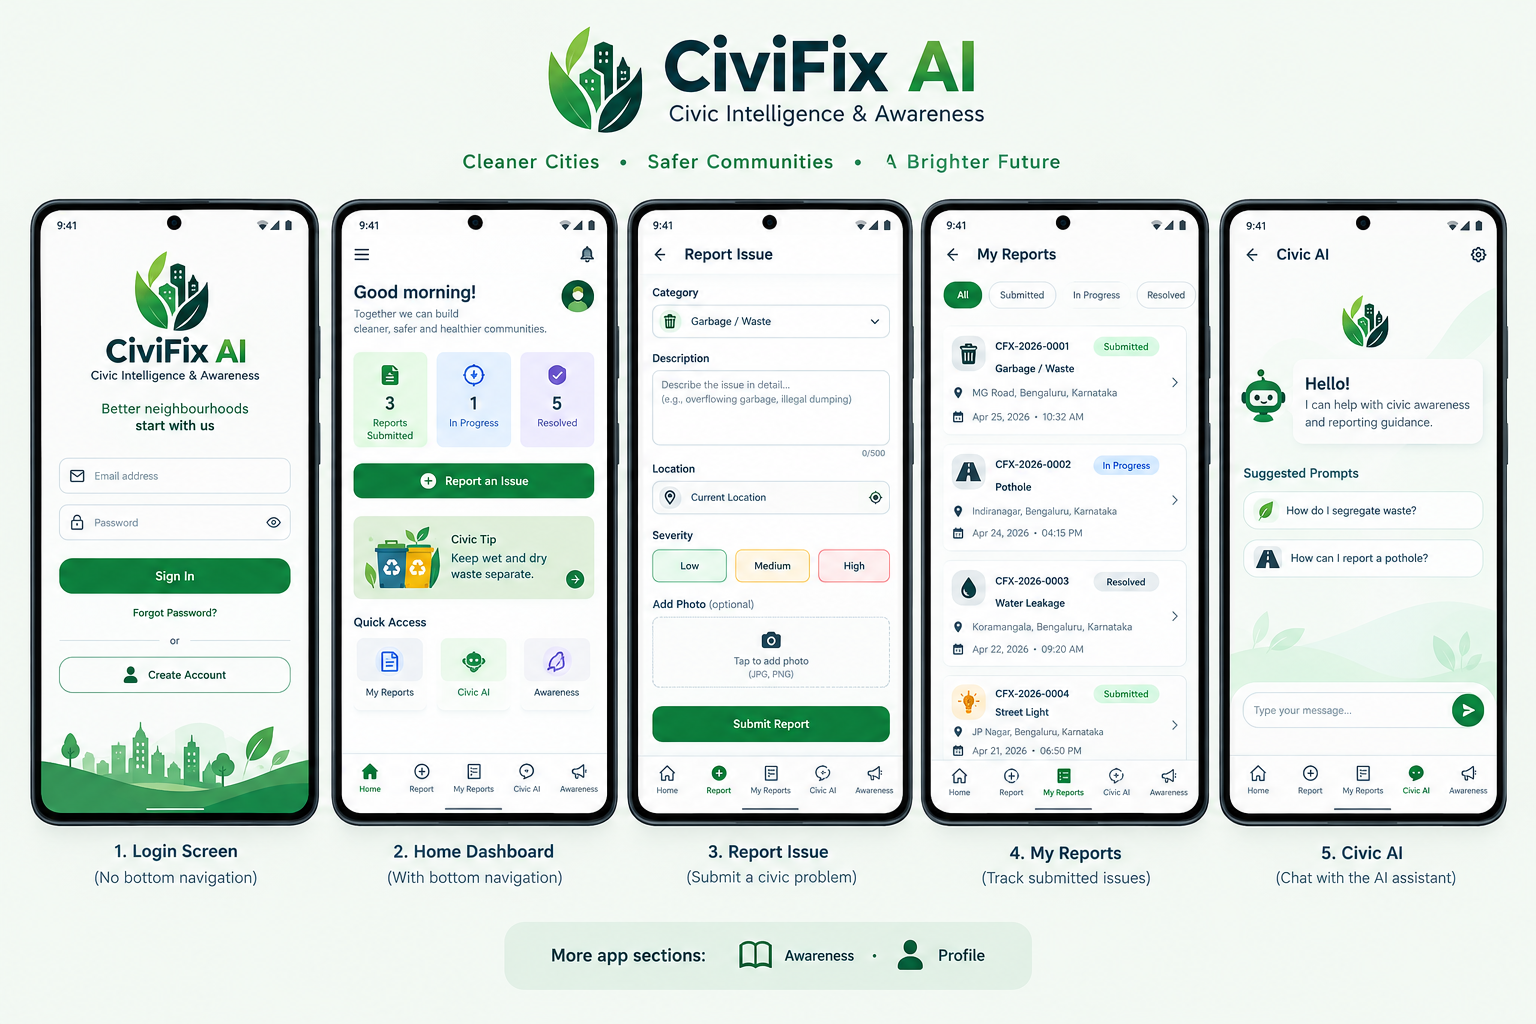 CiviFix AI
Civic Intelligence & Awareness
Cleaner Cities • Safer Communities • A Brighter Future
9:41
CiviFix AI
Civic Intelligence & Awareness
Better neighbourhoods
start with us
Email address
Password
Sign In
Forgot Password?
or
Create Account
1. Login Screen
(No bottom navigation)
9:41
Good morning!
Together we can build
cleaner, safer and healthier communities.
3
Reports
Submitted
1
In Progress
5
Resolved
Report an Issue
Civic Tip
Keep wet and dry
waste separate.
Quick Access
My Reports
Civic AI
Awareness
Home
Report
My Reports
Civic AI
Awareness
2. Home Dashboard
(With bottom navigation)
9:41
Report Issue
Category
Garbage / Waste
Description
Describe the issue in detail...
(e.g., overflowing garbage, illegal dumping)
0/500
Location
Current Location
Severity
Low
Medium
High
Add Photo (optional)
Tap to add photo
(JPG, PNG)
Submit Report
Home
Report
My Reports
Civic AI
Awareness
3. Report Issue
(Submit a civic problem)
9:41
My Reports
All
Submitted
In Progress
Resolved
CFX-2026-0001
Submitted
Garbage / Waste
MG Road, Bengaluru, Karnataka
Apr 25, 2026 • 10:32 AM
CFX-2026-0002
In Progress
Pothole
Indiranagar, Bengaluru, Karnataka
Apr 24, 2026 • 04:15 PM
CFX-2026-0003
Resolved
Water Leakage
Koramangala, Bengaluru, Karnataka
Apr 22, 2026 • 09:20 AM
CFX-2026-0004
Submitted
Street Light
JP Nagar, Bengaluru, Karnataka
Apr 21, 2026 • 06:50 PM
Home
Report
My Reports
Civic AI
Awareness
4. My Reports
(Track submitted issues)
9:41
Civic AI
Hello!
I can help with civic awareness
and reporting guidance.
Suggested Prompts
How do I segregate waste?
How can I report a pothole?
Type your message...
Home
Report
My Reports
Civic AI
Awareness
5. Civic AI
(Chat with the AI assistant)
More app sections:
Awareness
•
Profile